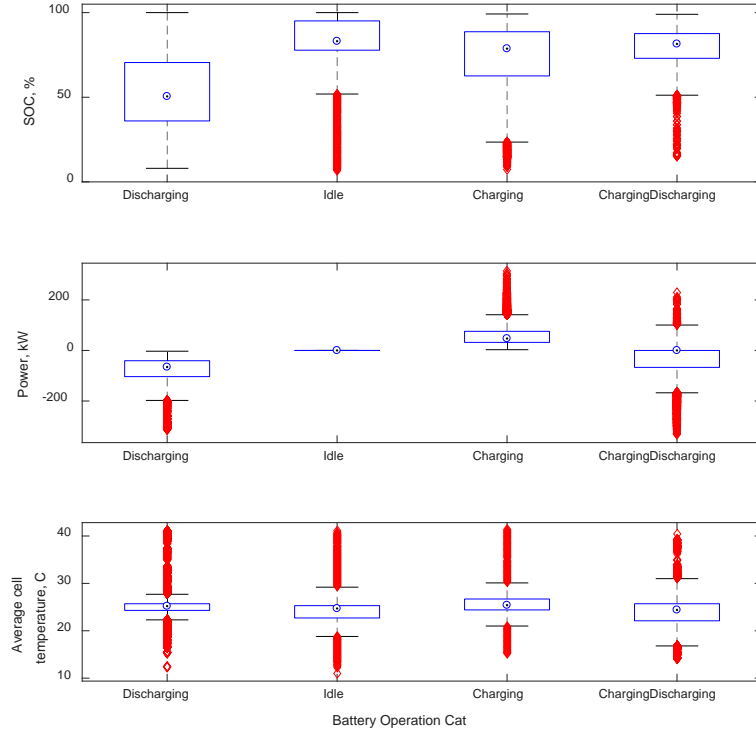 100
50
0
SOC, %
Discharging Idle Charging ChargingDischarging
200
0
-200
Power, kW
Discharging Idle Charging ChargingDischarging
40
30
20
10
Average cell
temperature, C
Discharging Idle Charging ChargingDischarging
Battery Operation Cat